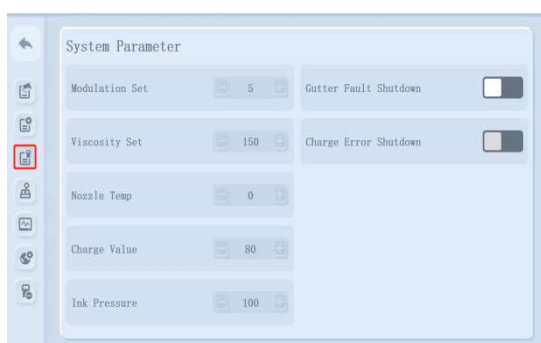 System Parameter
Modulation Set 5 Gutter Fault Shutdown
Viscosity Set 150 Charge Error Shutdown
Nozzle Temp 0
Charge Value 80
Ink Pressure 100